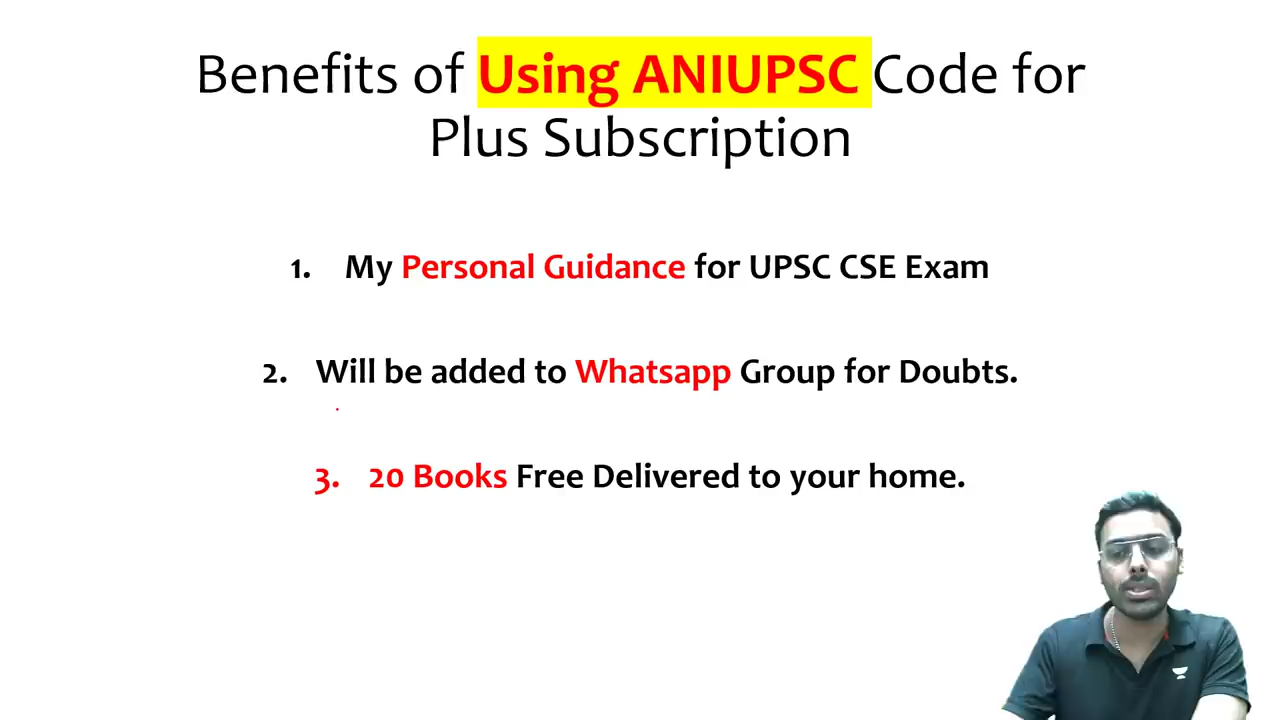 Benefits of Using ANIUPSC Code for
Plus Subscription
1. My Personal Guidance for UPSC CSE Exam
2. Will be added to Whatsapp Group for Doubts.
3. 20 Books Free Delivered to your home.